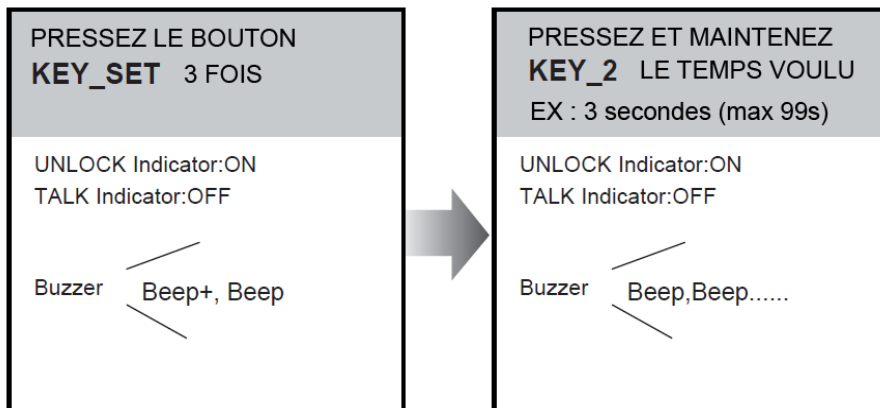 PRESSEZ LE BOUTON
KEY_SET 3 FOIS
UNLOCK Indicator:ON
TALK Indicator:OFF
Buzzer Beep+, Beep
PRESSEZ ET MAINTENEZ
KEY_2 LE TEMPS VOULU
EX : 3 secondes (max 99s)
UNLOCK Indicator:ON
TALK Indicator:OFF
Buzzer Beep,Beep......